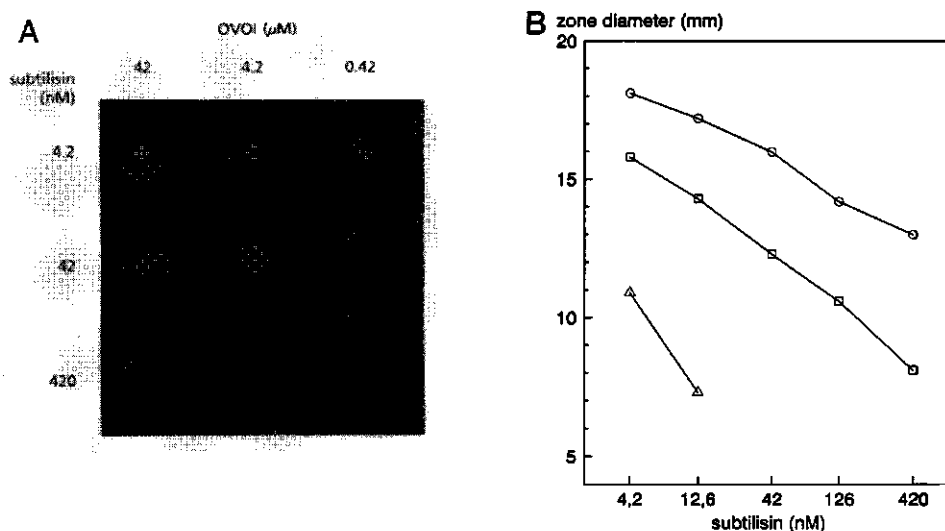 A
OVOI (μM)
42 4.2 0.42
subtilisin
(nM)
4.2
42
420
B zone diameter (mm)
20
15
10
5
4,2 12,6 42 126 420
subtilisin (nM)